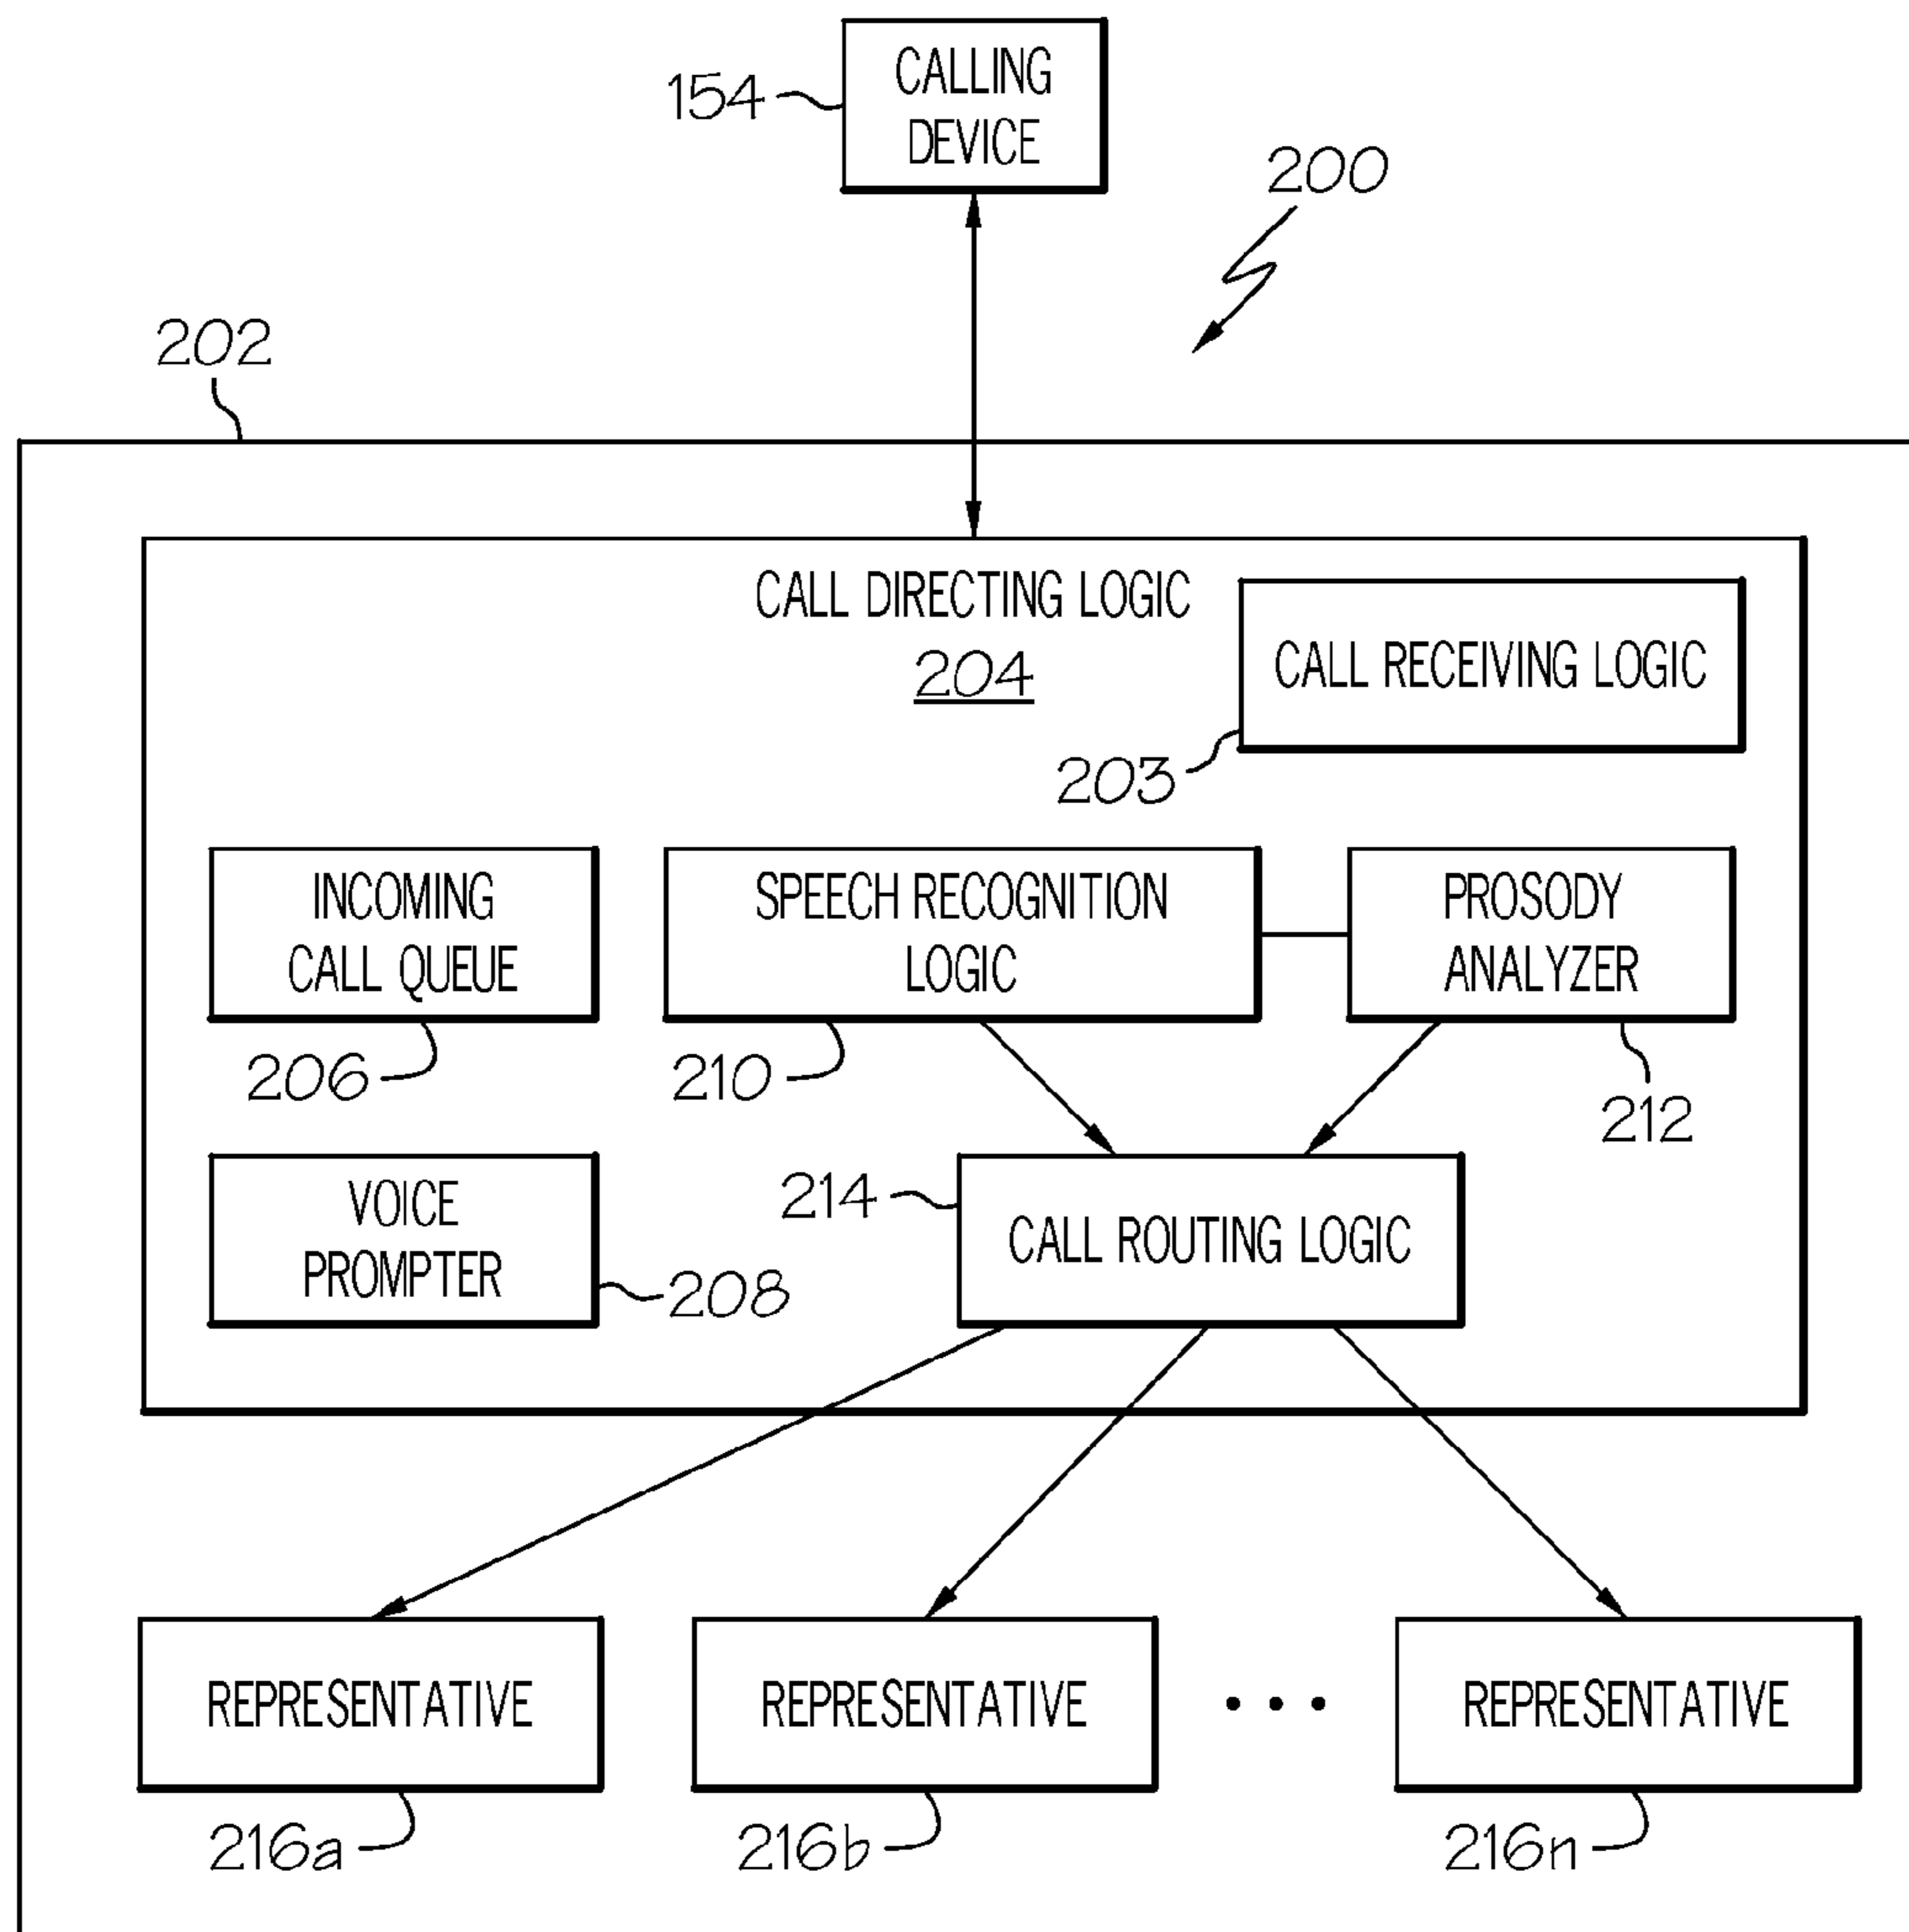 CALLING
DEVICE
154
200
202
CALL DIRECTING LOGIC
204
CALL RECEIVING LOGIC
203
INCOMING
CALL QUEUE
206
SPEECH RECOGNITION
LOGIC
210
PROSODY
ANALYZER
212
VOICE
PROMPTER
208
214
CALL ROUTING LOGIC
REPRESENTATIVE
216a
REPRESENTATIVE
216b
• • •
REPRESENTATIVE
216n